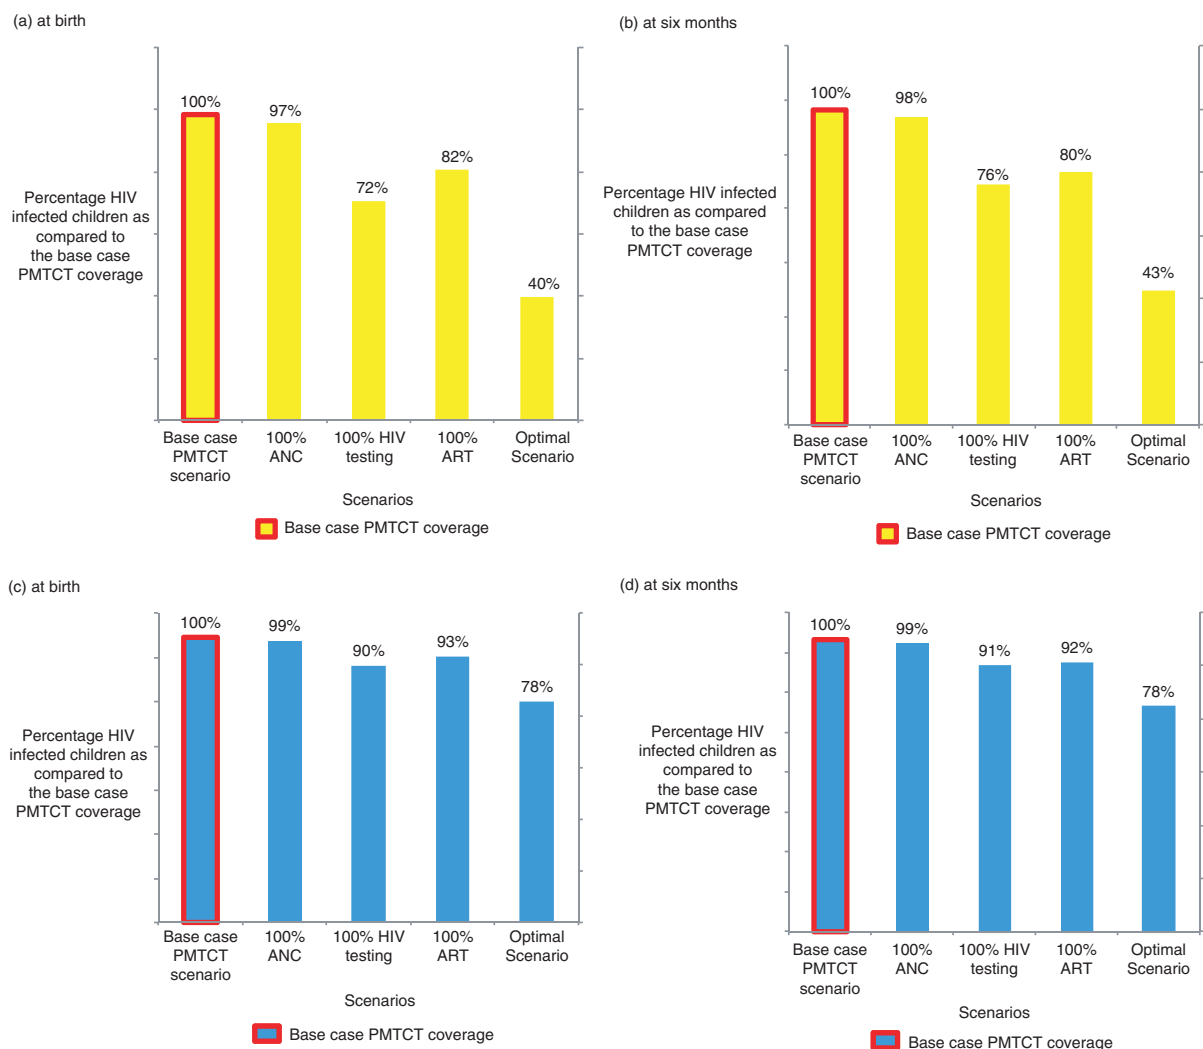 (a) at birth
100%
97%
72%
82%
40%
Percentage HIV
infected children as
compared to
the base case
PMTCT coverage
Base case
PMTCT
scenario
100%
ANC
100% HIV
testing
100%
ART
Optimal
Scenario
Scenarios
Base case PMTCT coverage
(b) at six months
100%
98%
76%
80%
43%
Percentage HIV infected
children as compared
to the base case
PMTCT coverage
Base case
PMTCT
scenario
100%
ANC
100% HIV
testing
100%
ART
Optimal
Scenario
Scenarios
Base case PMTCT coverage
(c) at birth
100%
99%
90%
93%
78%
Percentage HIV
infected children as
compared to
the base case
PMTCT coverage
Base case
PMTCT
scenario
100%
ANC
100% HIV
testing
100%
ART
Optimal
Scenario
Scenarios
Base case PMTCT coverage
(d) at six months
100%
99%
91%
92%
78%
Percentage HIV
infected children as
compared to
the base case
PMTCT coverage
Base case
PMTCT
scenario
100%
ANC
100% HIV
testing
100%
ART
Optimal
Scenario
Scenarios
Base case PMTCT coverage